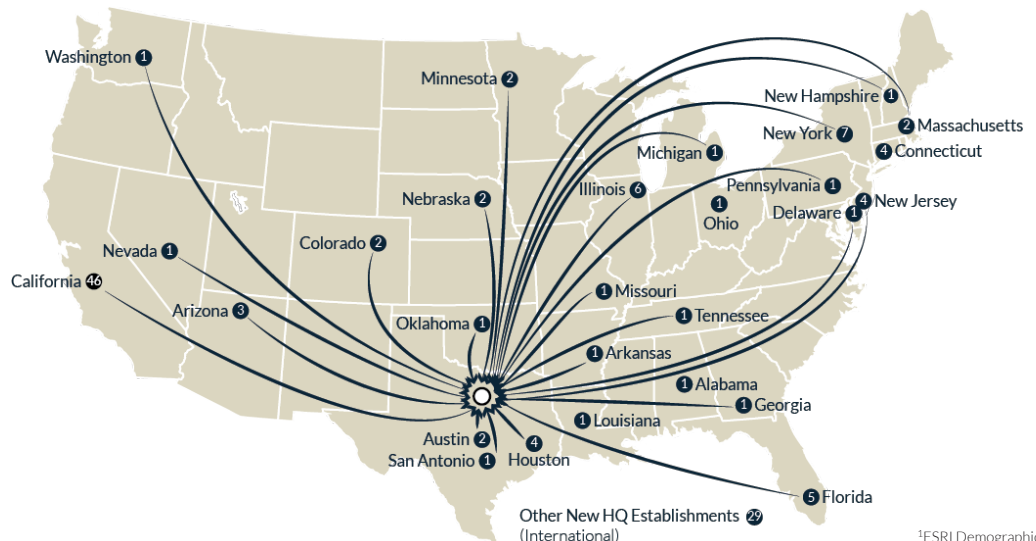 Washington 1
Minnesota 2
New Hampshire 1
Massachusetts 2
New York 7
Michigan 1
Connecticut 4
Illinois 6
Pennsylvania 1
Nebraska 2
New Jersey 4
Delaware 1
Ohio 1
Colorado 2
Nevada 1
California 46
Missouri 1
Arizona 3
Tennessee 1
Oklahoma 1
Arkansas 1
Alabama 1
Georgia 1
Louisiana 1
Austin 2
San Antonio 1
Houston 4
Florida 5
Other New HQ Establishments 29
(International)
¹ESRI Demographic